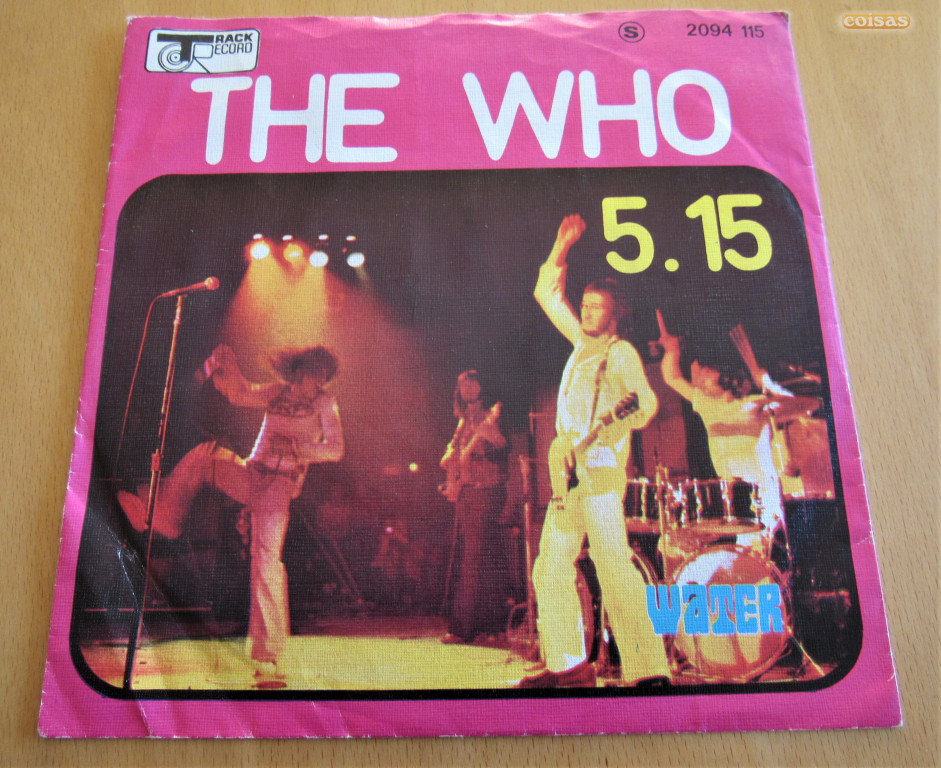 TRACK
RECORD
S 2094 115
coisas
THE WHO
5.15
WATER